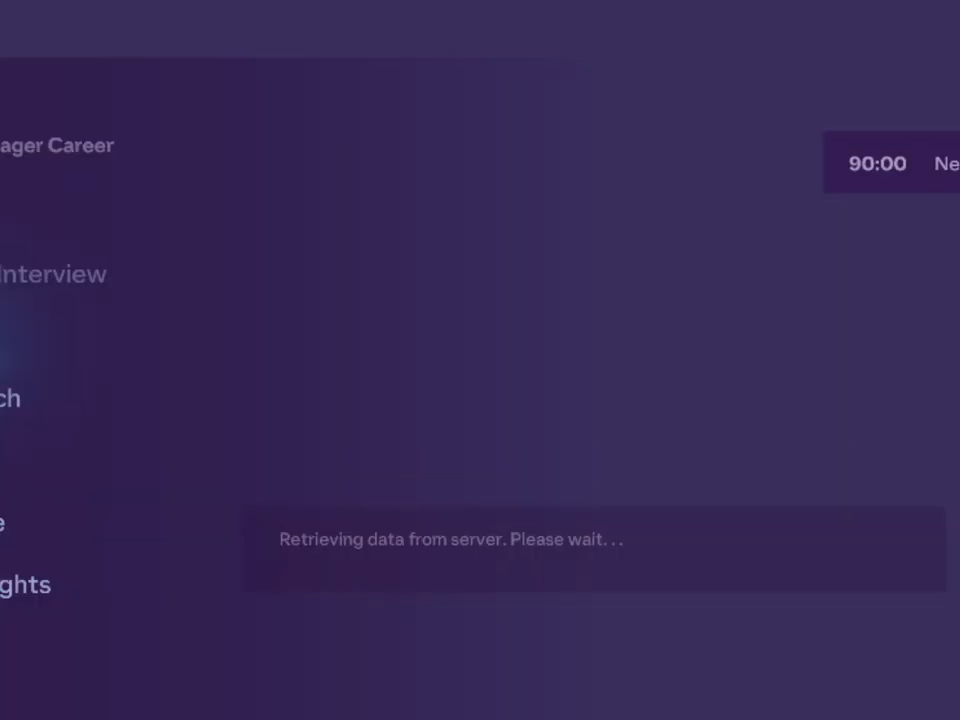 ager Career
90:00 Ne
Interview
ch
Retrieving data from server. Please wait. . .
e
ghts